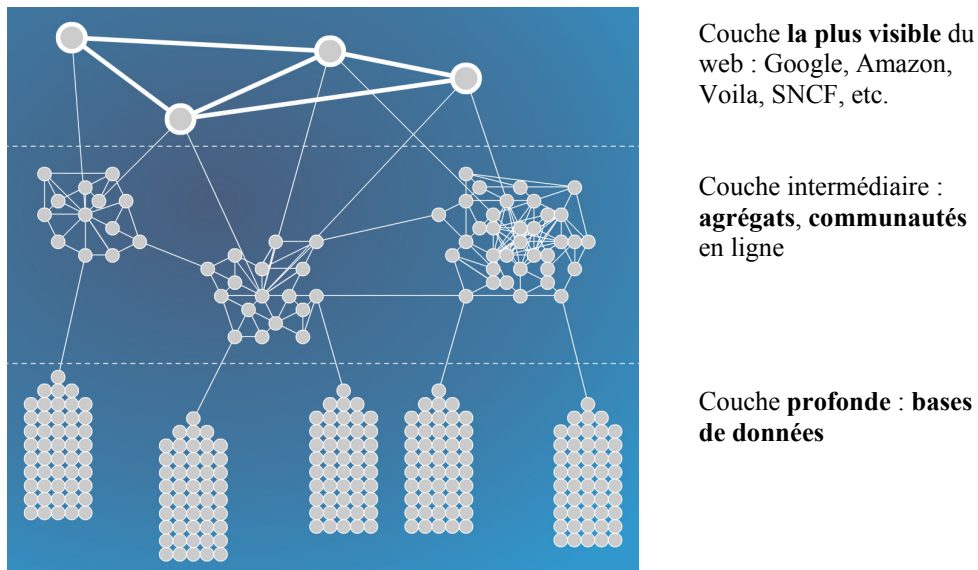 Couche la plus visible du
web : Google, Amazon,
Voila, SNCF, etc.
Couche intermédiaire :
agrégats, communautés
en ligne
Couche profonde : bases
de données